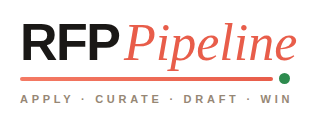 RFP Pipeline
APPLY · CURATE · DRAFT · WIN